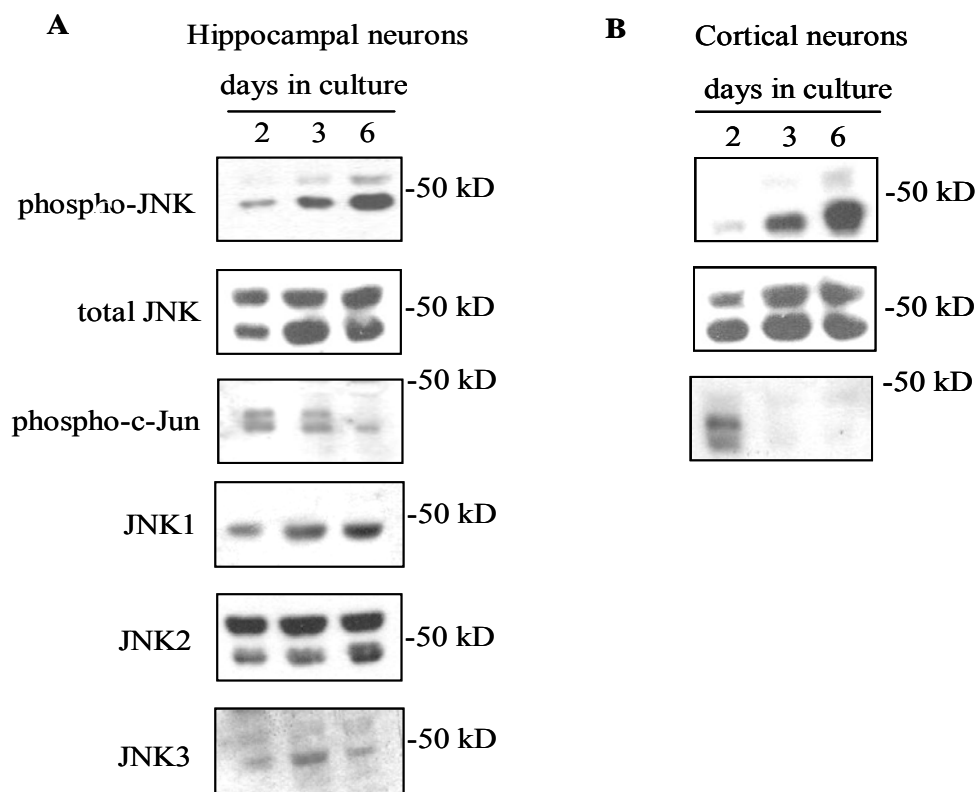 A
Hippocampal neurons
days in culture
2 3 6
phospho-JNK
-50 kD
total JNK
-50 kD
phospho-c-Jun
-50 kD
JNK1
-50 kD
JNK2
-50 kD
JNK3
-50 kD
B
Cortical neurons
days in culture
2 3 6
-50 kD
-50 kD
-50 kD